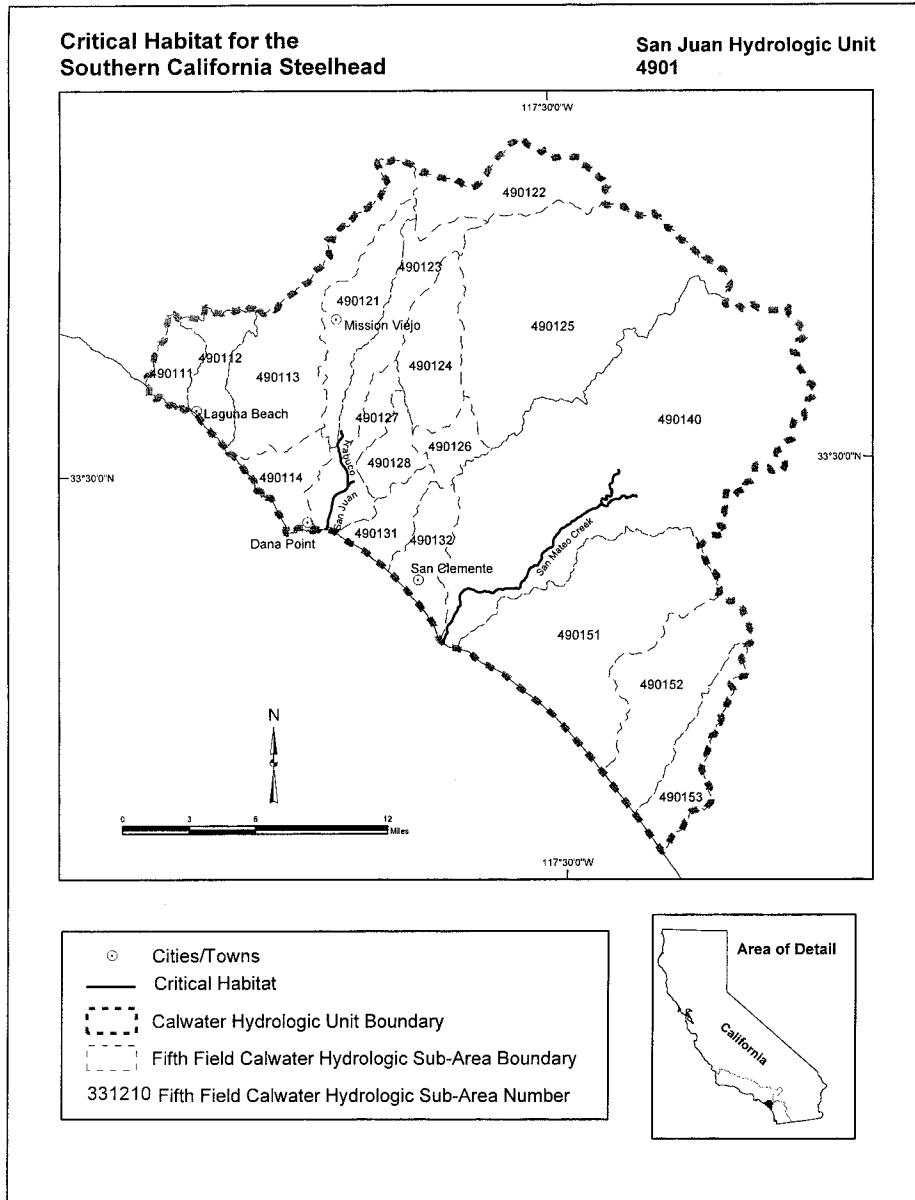 Critical Habitat for the
Southern California Steelhead
San Juan Hydrologic Unit
4901
117°30'0"W
490122
490123
490121
Mission Viejo
490125
490112
490111
490113
490124
Laguna Beach
490127
490126
490140
33°30'0"N
33°30'0"N
490128
Trabuco
490114
San Juan
490131
490132
Dana Point
San Clemente
San Mateo Creek
490151
490152
490153
N
0 3 6 12
Miles
117°30'0"W
Cities/Towns
Critical Habitat
Calwater Hydrologic Unit Boundary
Fifth Field Calwater Hydrologic Sub-Area Boundary
331210 Fifth Field Calwater Hydrologic Sub-Area Number
Area of Detail
California